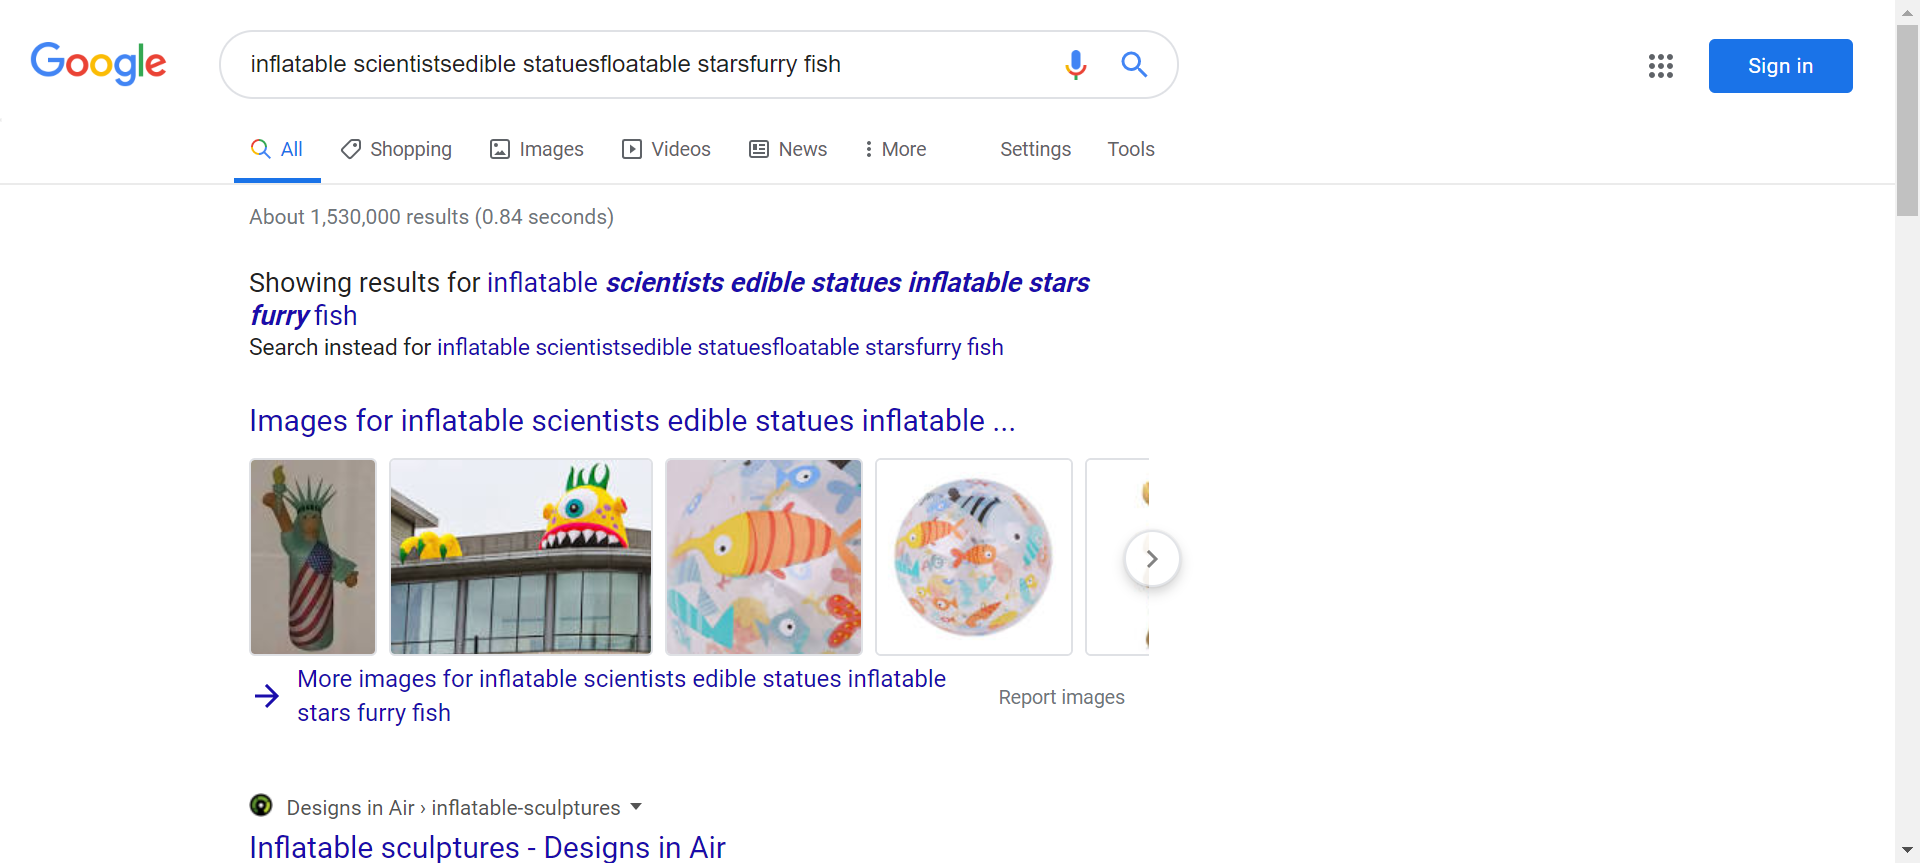 Google
inflatable scientistsedible statuesfloatable starsfurry fish
Sign in
All
Shopping
Images
Videos
News
More
Settings
Tools
About 1,530,000 results (0.84 seconds)
Showing results for inflatable scientists edible statues inflatable stars
furry fish
Search instead for inflatable scientistsedible statuesfloatable starsfurry fish
Images for inflatable scientists edible statues inflatable ...
More images for inflatable scientists edible statues inflatable
stars furry fish
Report images
Designs in Air › inflatable-sculptures
Inflatable sculptures - Designs in Air